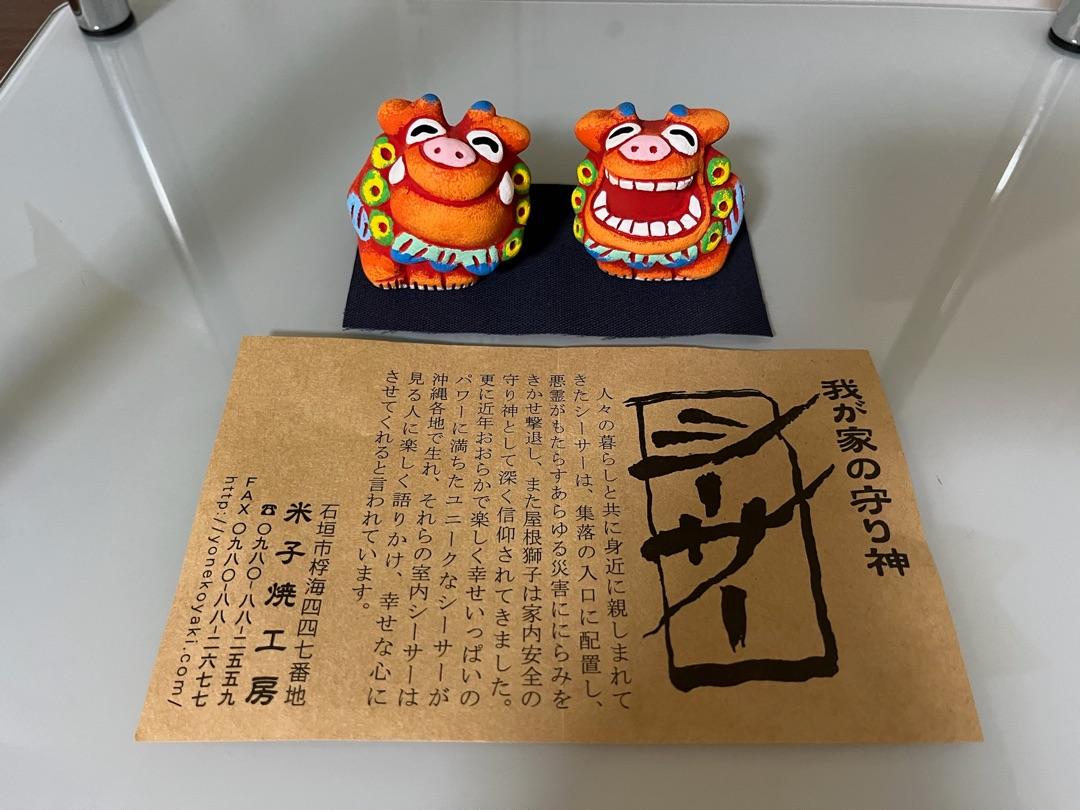 我が家の守り神
シーサー
人々の暮らしと共に身近に親しまれて
きたシーサーは、集落の入口に配置し、
悪霊がもたらすあらゆる災害ににらみを
きかせ撃退し、また屋根獅子は家内安全の
守り神として深く信仰されてきました。
更に近年おおらかで楽しく幸せいっぱいの
パワーに満ちたユニークなシーサーが
沖縄各地で生れ、それらの室内シーサーは
見る人に楽しく語りかけ、幸せな心に
させてくれると言われています。
石垣市桴海四四七番地
米子焼工房
☎〇九八〇-八八-二五五九
FAX〇九八〇-八八-二六七七
http://yonekoyaki.com/